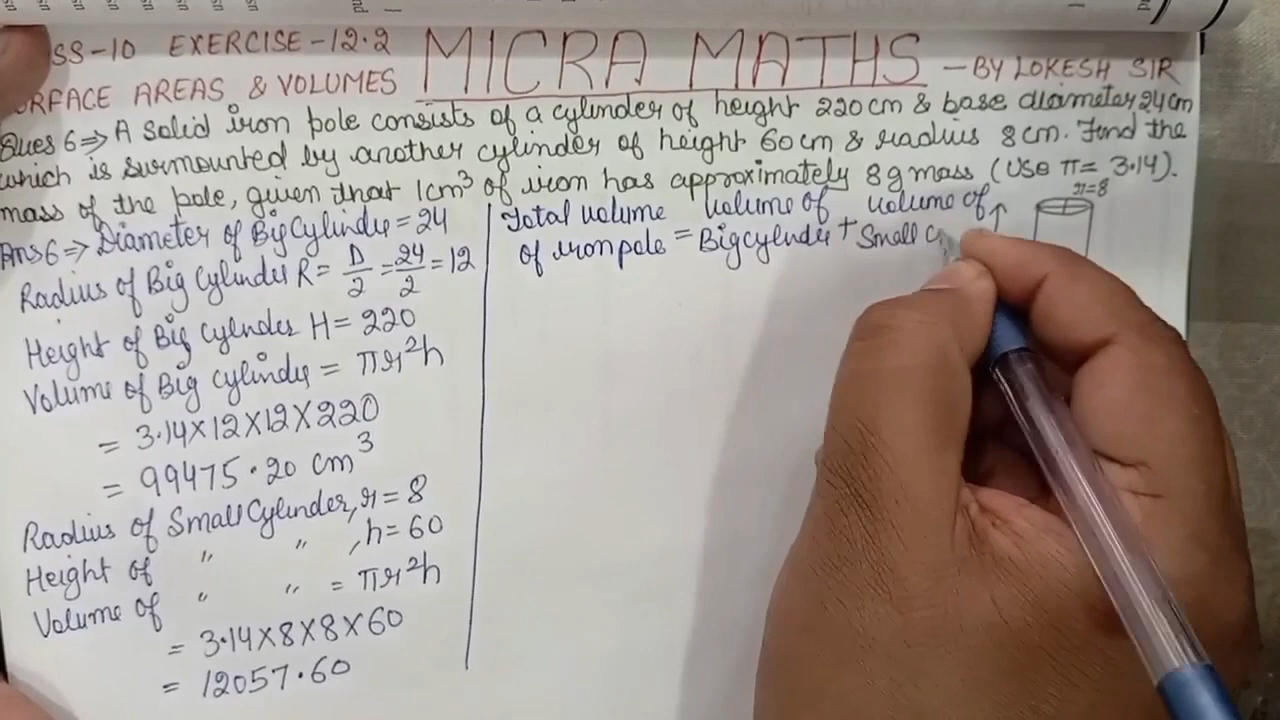 SS-10 EXERCISE-12.2
RFACE AREAS & VOLUMES
MICRA MATHS
-BY LOKESH SIR
Ques 6⇒ A solid iron pole consists of a cylinder of height 220 cm & base diameter 24 cm
which is surmounted by another cylinder of height 60 cm & radius 8 cm. Find the
mass of the pole, given that 1cm³ of iron has approximately 8 g mass (Use π = 3.14).
Ans 6⇒ Diameter of Big Cylinder = 24
Radius of Big Cylinder R = D/2 = 24/2 = 12
Height of Big Cylender H = 220
Volume of Big Cylinder = πr²h
= 3.14×12×12×220
= 99475.20 cm³
Radius of Small Cylinder, r = 8
Height of " " , h = 60
Volume of " " = πr²h
= 3.14×8×8×60
= 12057.60
Total volume volume of volume of
of iron pole = Big cylinder + Small c
r=8